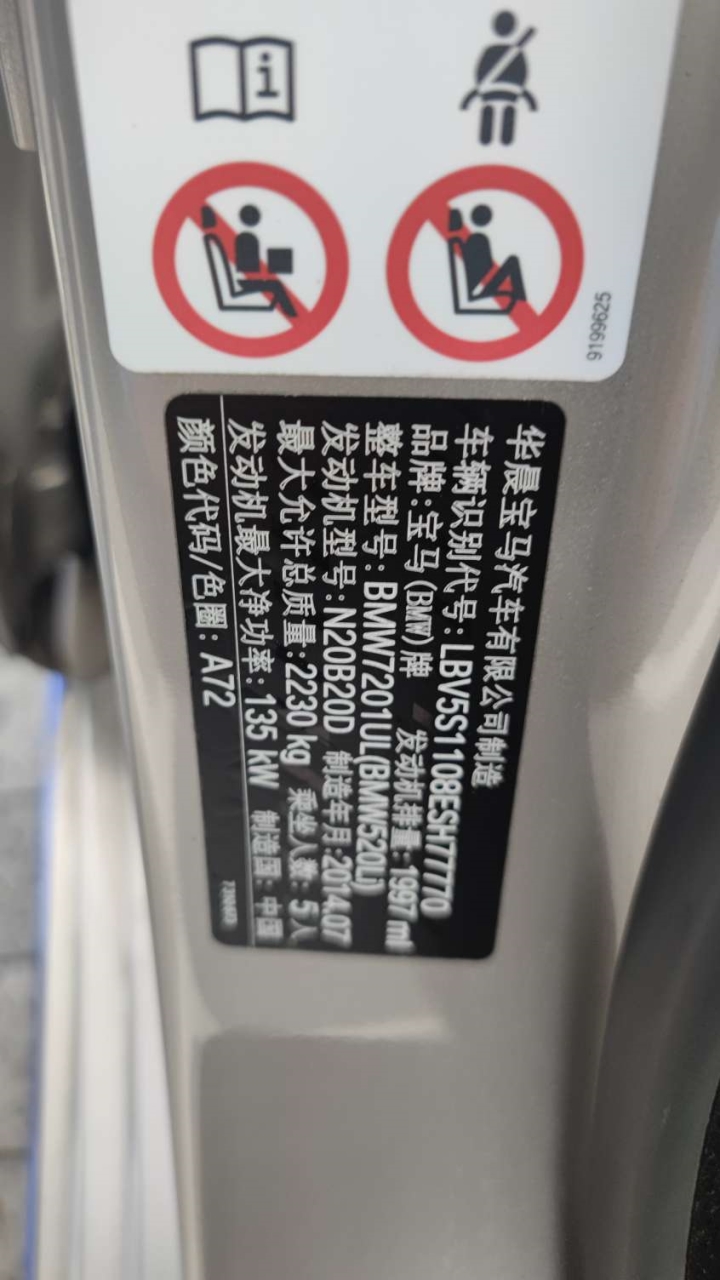 9199625
华晨宝马汽车有限公司制造
车辆识别代号: LBV5S1108ESH77770
品牌: 宝马(BMW)牌 发动机排量: 1997 ml
整车型号: BMW7201UL(BMW520Li)
发动机型号: N20B20D 制造年月: 2014.07
最大允许总质量: 2230 kg 乘坐人数: 5人
发动机最大净功率: 135 kW 制造国: 中国
颜色代码/色圈: A72